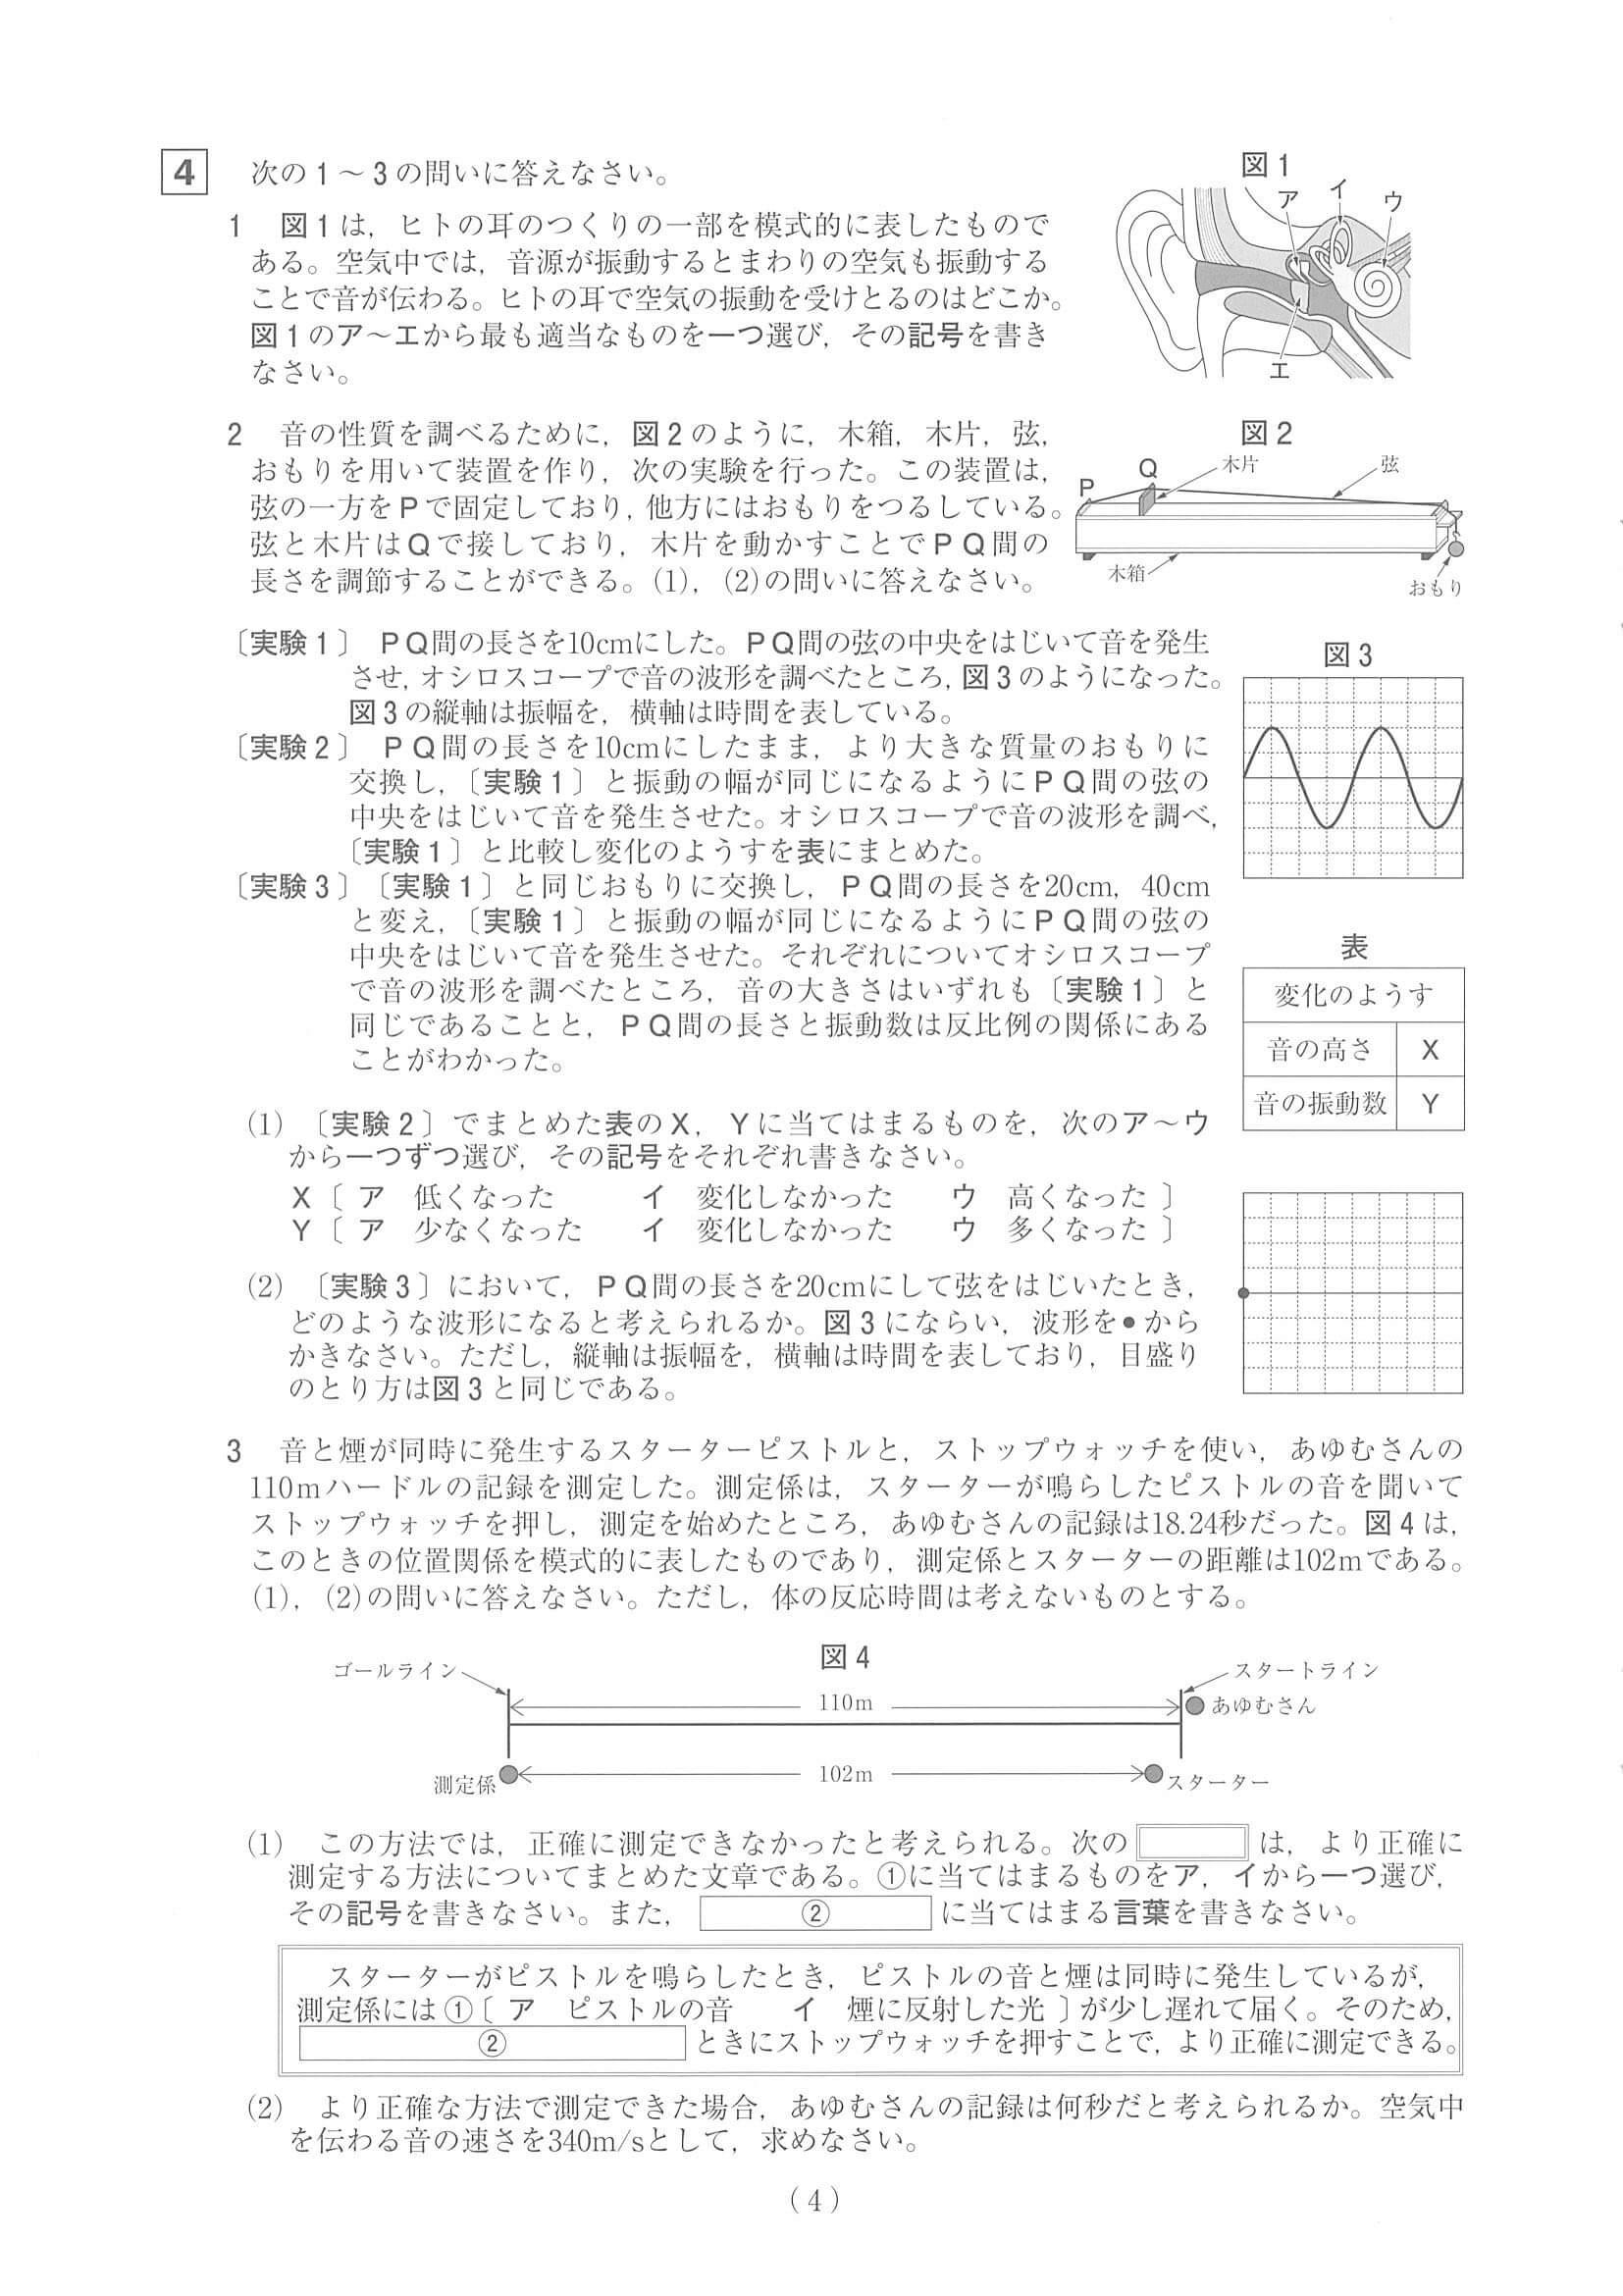 4 次の1～3の問いに答えなさい。
図1
ア
イ
ウ
エ
1 図1は，ヒトの耳のつくりの一部を模式的に表したもので
ある。空気中では，音源が振動するとまわりの空気も振動する
ことで音が伝わる。ヒトの耳で空気の振動を受けとるのはどこか。
図1のア～エから最も適当なものを一つ選び，その記号を書き
なさい。
2 音の性質を調べるために，図2のように，木箱，木片，弦，
おもりを用いて装置を作り，次の実験を行った。この装置は，
弦の一方をPで固定しており，他方にはおもりをつるしている。
弦と木片はQで接しており，木片を動かすことでPQ間の
長さを調節することができる。(1)，(2)の問いに答えなさい。
図2
P
Q
木片
弦
木箱
おもり
〔実験1〕 PQ間の長さを10cmにした。PQ間の弦の中央をはじいて音を発生
させ，オシロスコープで音の波形を調べたところ，図3のようになった。
図3の縦軸は振幅を，横軸は時間を表している。
〔実験2〕 PQ間の長さを10cmにしたまま，より大きな質量のおもりに
交換し，〔実験1〕と振動の幅が同じになるようにPQ間の弦の
中央をはじいて音を発生させた。オシロスコープで音の波形を調べ，
〔実験1〕と比較し変化のようすを表にまとめた。
〔実験3〕〔実験1〕と同じおもりに交換し，PQ間の長さを20cm，40cm
と変え，〔実験1〕と振動の幅が同じになるようにPQ間の弦の
中央をはじいて音を発生させた。それぞれについてオシロスコープ
で音の波形を調べたところ，音の大きさはいずれも〔実験1〕と
同じであることと，PQ間の長さと振動数は反比例の関係にある
ことがわかった。
図3
表
変化のようす
音の高さ X
音の振動数 Y
(1) 〔実験2〕でまとめた表のX，Yに当てはまるものを，次のア～ウ
から一つずつ選び，その記号をそれぞれ書きなさい。
X〔 ア 低くなった イ 変化しなかった ウ 高くなった 〕
Y〔 ア 少なくなった イ 変化しなかった ウ 多くなった 〕
(2) 〔実験3〕において，PQ間の長さを20cmにして弦をはじいたとき，
どのような波形になると考えられるか。図3にならい，波形を●から
かきなさい。ただし，縦軸は振幅を，横軸は時間を表しており，目盛り
のとり方は図3と同じである。
3 音と煙が同時に発生するスターターピストルと，ストップウォッチを使い，あゆむさんの
110mハードルの記録を測定した。測定係は，スターターが鳴らしたピストルの音を聞いて
ストップウォッチを押し，測定を始めたところ，あゆむさんの記録は18.24秒だった。図4は，
このときの位置関係を模式的に表したものであり，測定係とスターターの距離は102mである。
(1)，(2)の問いに答えなさい。ただし，体の反応時間は考えないものとする。
図4
ゴールライン
スタートライン
110m
あゆむさん
測定係
102m
スターター
(1) この方法では，正確に測定できなかったと考えられる。次の は，より正確に
測定する方法についてまとめた文章である。①に当てはまるものをア，イから一つ選び，
その記号を書きなさい。また， ② に当てはまる言葉を書きなさい。
スターターがピストルを鳴らしたとき，ピストルの音と煙は同時に発生しているが，
測定係には①〔 ア ピストルの音 イ 煙に反射した光 〕が少し遅れて届く。そのため，
② ときにストップウォッチを押すことで，より正確に測定できる。
(2) より正確な方法で測定できた場合，あゆむさんの記録は何秒だと考えられるか。空気中
を伝わる音の速さを340m/sとして，求めなさい。
(4)